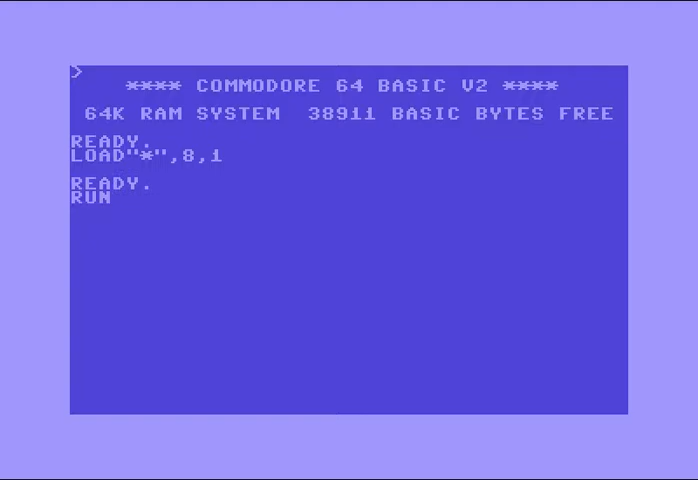 >
**** COMMODORE 64 BASIC V2 ****
64K RAM SYSTEM  38911 BASIC BYTES FREE
READY.
LOAD"*",8,1
READY.
RUN